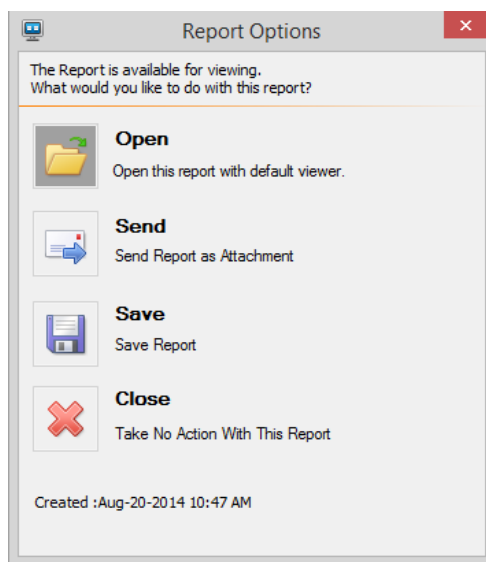 Report Options
The Report is available for viewing.
What would you like to do with this report?
Open
Open this report with default viewer.
Send
Send Report as Attachment
Save
Save Report
Close
Take No Action With This Report
Created :Aug-20-2014 10:47 AM